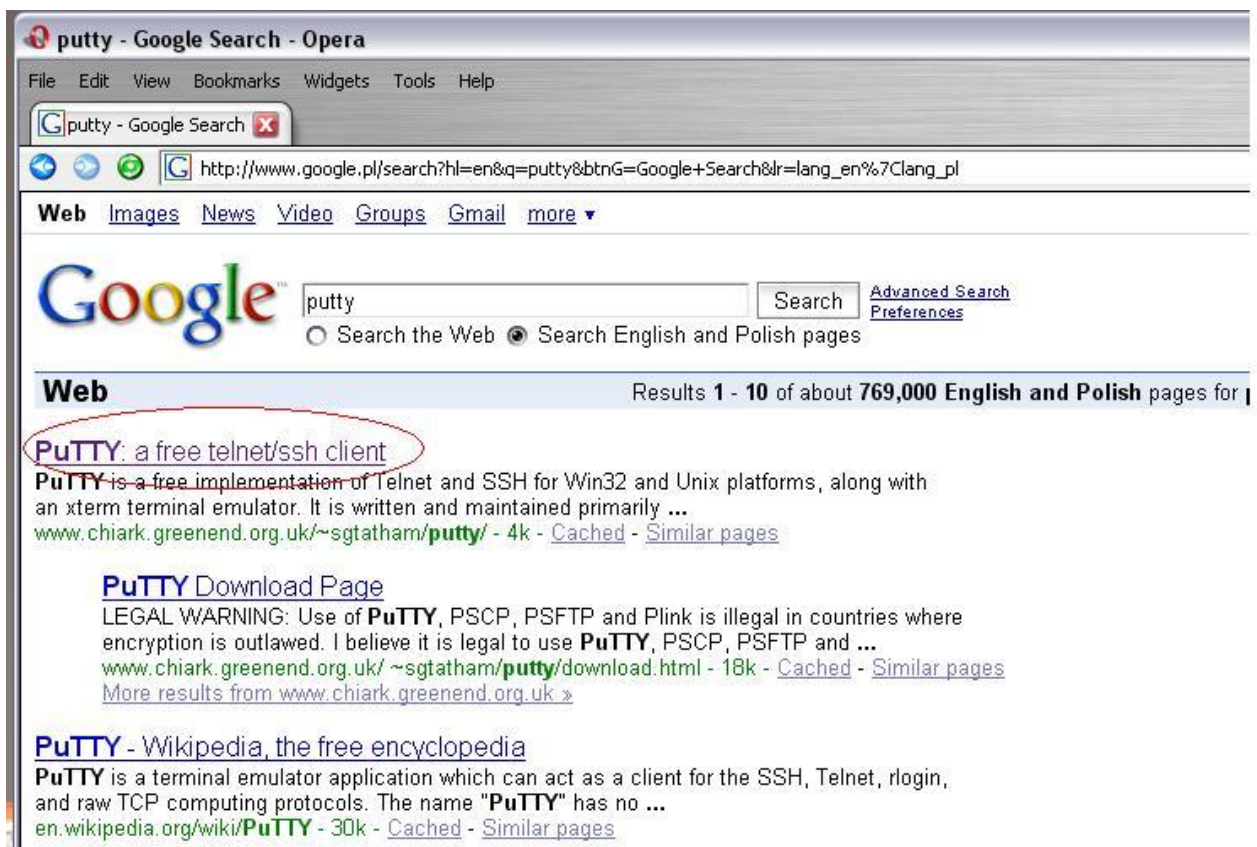 putty - Google Search - Opera
File Edit View Bookmarks Widgets Tools Help
putty - Google Search
http://www.google.pl/search?hl=en&q=putty&btnG=Google+Search&lr=lang_en%7Clang_pl
Web Images News Video Groups Gmail more ▼
Google™ putty Search Advanced Search
Preferences
Search the Web Search English and Polish pages
Web Results 1 - 10 of about 769,000 English and Polish pages for
PuTTY: a free telnet/ssh client
PuTTY is a free implementation of Telnet and SSH for Win32 and Unix platforms, along with
an xterm terminal emulator. It is written and maintained primarily ...
www.chiark.greenend.org.uk/~sgtatham/putty/ - 4k - Cached - Similar pages
PuTTY Download Page
LEGAL WARNING: Use of PuTTY, PSCP, PSFTP and Plink is illegal in countries where
encryption is outlawed. I believe it is legal to use PuTTY, PSCP, PSFTP and ...
www.chiark.greenend.org.uk/ ~sgtatham/putty/download.html - 18k - Cached - Similar pages
More results from www.chiark.greenend.org.uk »
PuTTY - Wikipedia, the free encyclopedia
PuTTY is a terminal emulator application which can act as a client for the SSH, Telnet, rlogin,
and raw TCP computing protocols. The name "PuTTY" has no ...
en.wikipedia.org/wiki/PuTTY - 30k - Cached - Similar pages